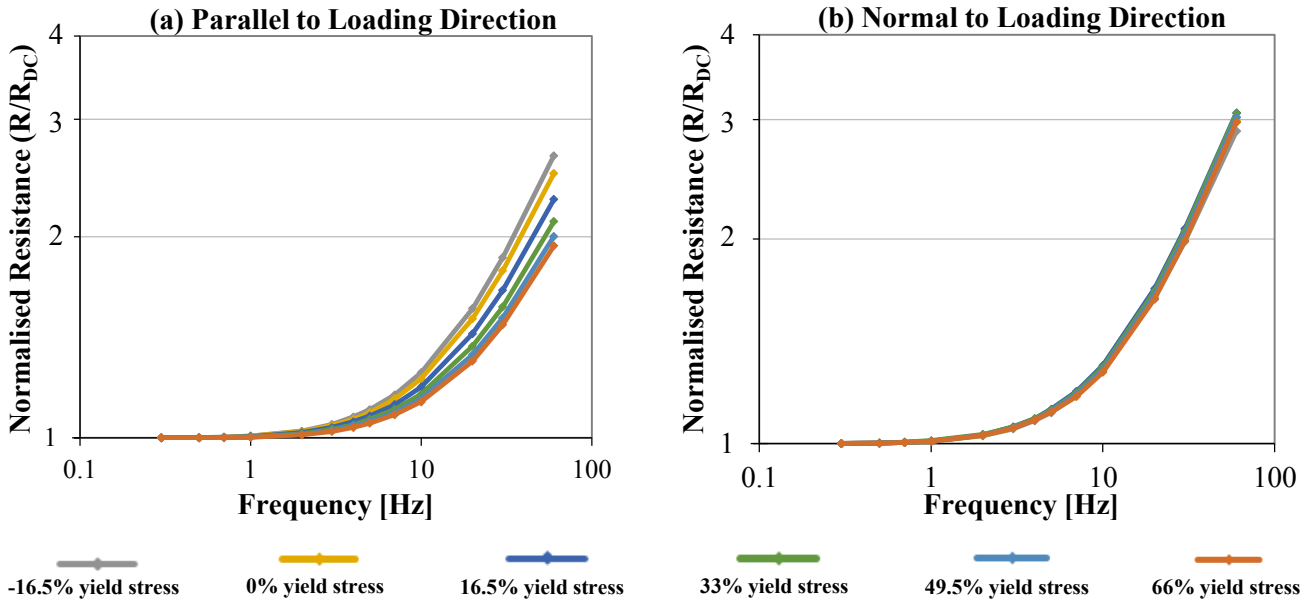 (a) Parallel to Loading Direction
Normalised Resistance (R/R_DC)
4
3
2
1
0.1 1 10 100
Frequency [Hz]
(b) Normal to Loading Direction
Normalised Resistance (R/R_DC)
4
3
2
1
0.1 1 10 100
Frequency [Hz]
-16.5% yield stress 0% yield stress 16.5% yield stress 33% yield stress 49.5% yield stress 66% yield stress